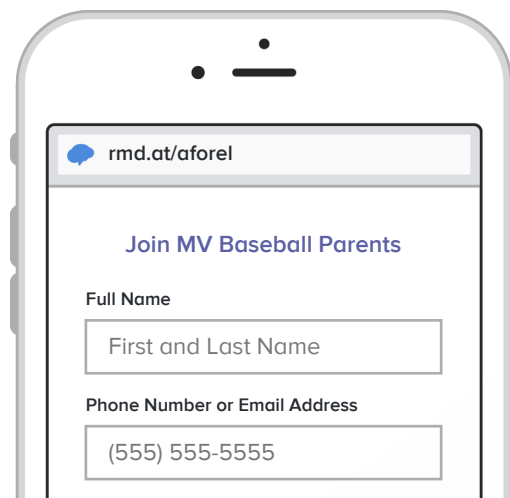 rmd.at/aforel
Join MV Baseball Parents
Full Name
First and Last Name
Phone Number or Email Address
(555) 555-5555